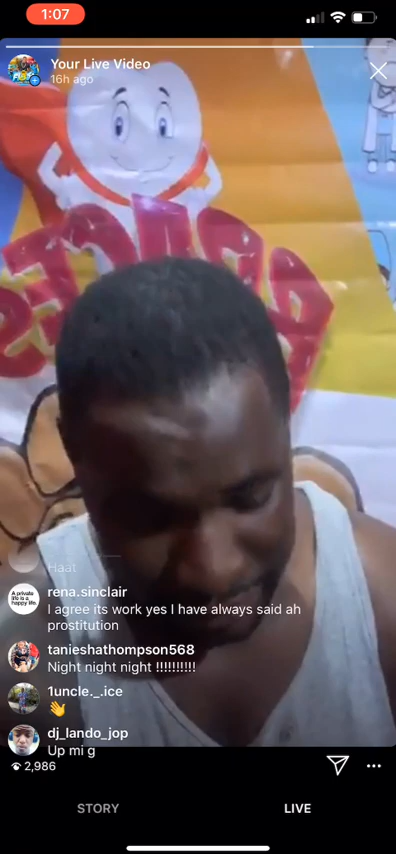 1:07
Your Live Video
16h ago
Haat
rena.sinclair
I agree its work yes I have always said ah
prostitution
tanieshathompson568
Night night night !!!!!!!!!!
1uncle._.ice
👋
dj_lando_jop
Up mi g
2,986
STORY
LIVE